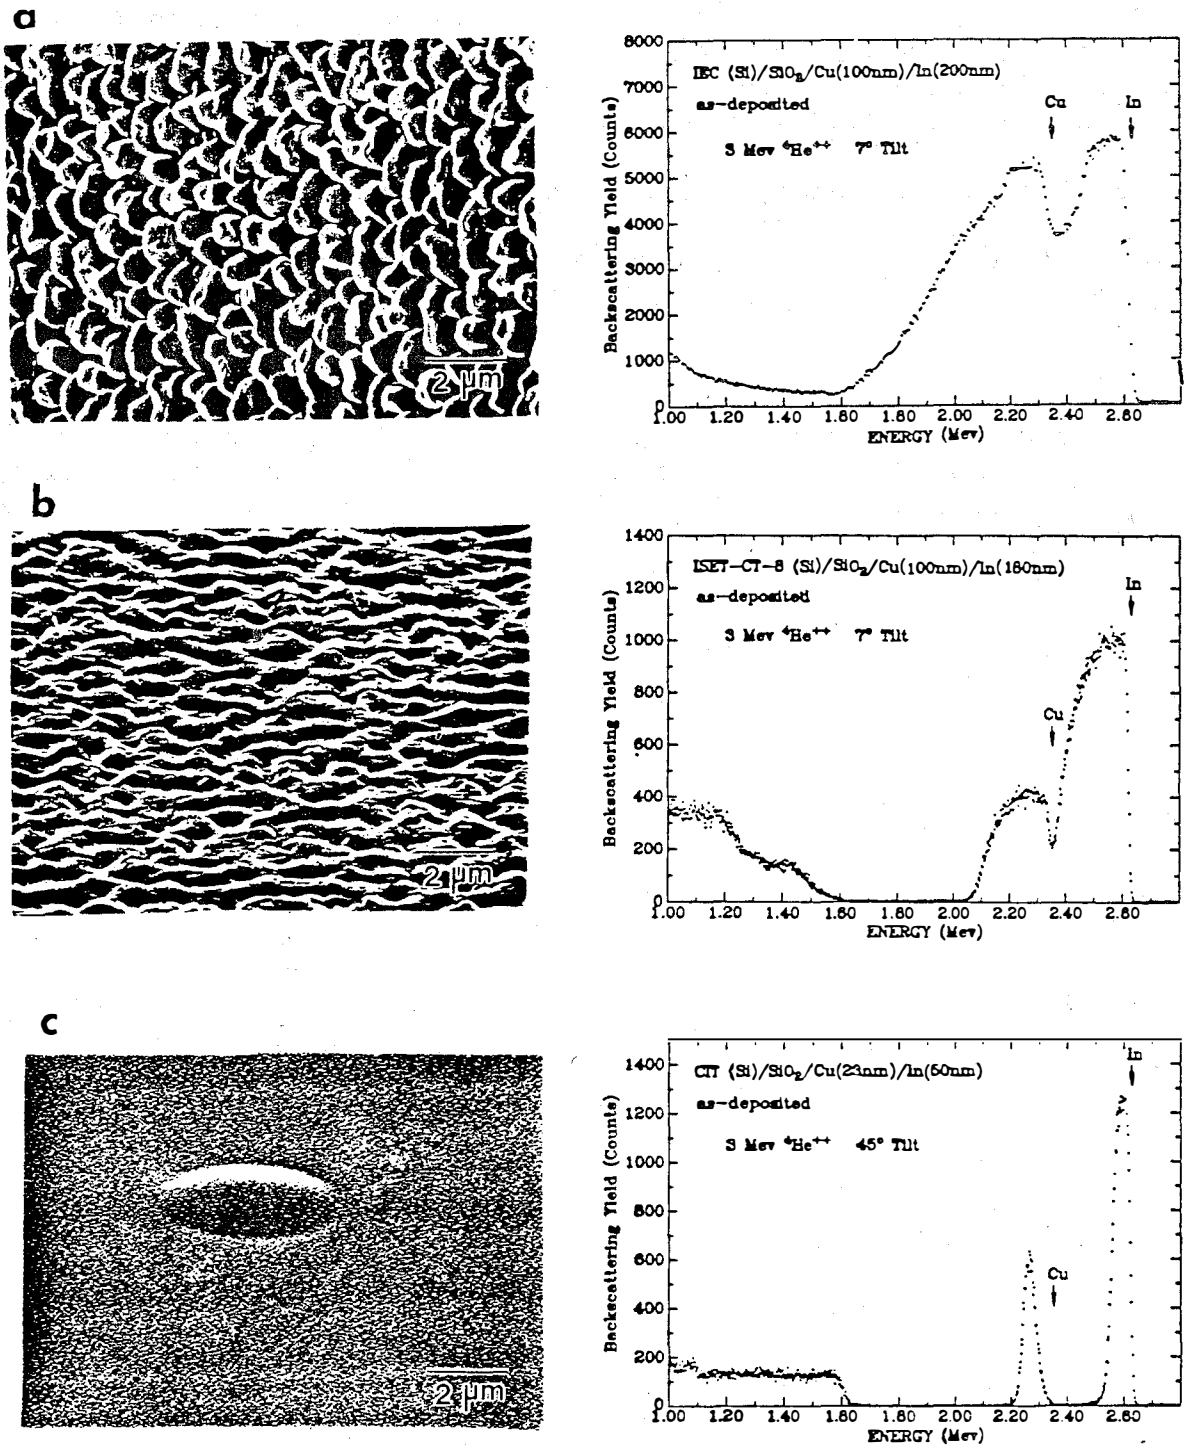 a
2 µm
8000
7000
6000
5000
4000
3000
2000
1000
0
Backscattering Yield (Counts)
IEC (Si)/SiO₂/Cu(100nm)/In(200nm)
as-deposited
3 Mev ⁴He⁺⁺ 7° Tilt
Cu
In
1.00 1.20 1.40 1.60 1.80 2.00 2.20 2.40 2.60
ENERGY (Mev)
b
2 µm
1400
1200
1000
800
600
400
200
0
Backscattering Yield (Counts)
ISET-CT-8 (Si)/SiO₂/Cu(100nm)/In(160nm)
as-deposited
3 Mev ⁴He⁺⁺ 7° Tilt
In
Cu
1.00 1.20 1.40 1.60 1.80 2.00 2.20 2.40 2.60
ENERGY (Mev)
c
2 µm
1400
1200
1000
800
600
400
200
0
Backscattering Yield (Counts)
CIT (Si)/SiO₂/Cu(23nm)/In(50nm)
as-deposited
3 Mev ⁴He⁺⁺ 45° Tilt
In
Cu
1.00 1.20 1.40 1.60 1.80 2.00 2.20 2.40 2.60
ENERGY (Mev)